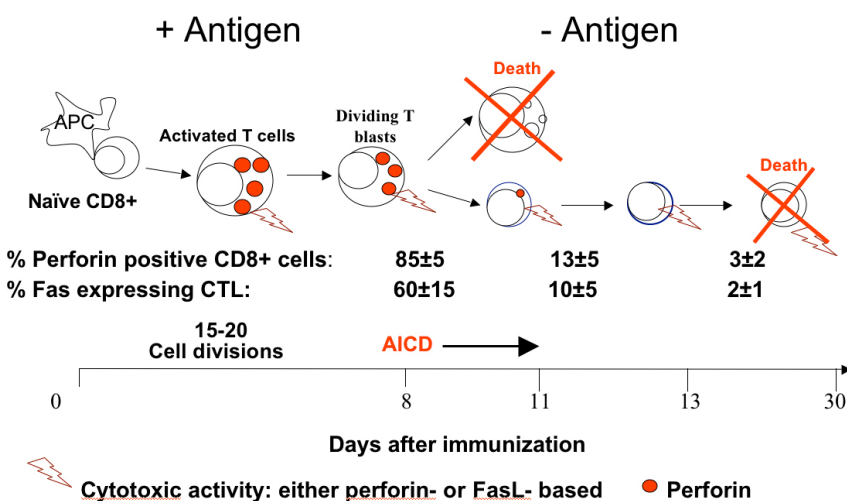 + Antigen
- Antigen
Death
APC
Activated T cells
Dividing T
blasts
Death
Naïve CD8+
% Perforin positive CD8+ cells: 85±5 13±5 3±2
% Fas expressing CTL: 60±15 10±5 2±1
15-20
Cell divisions
AICD
0 8 11 13 30
Days after immunization
Cytotoxic activity: either perforin- or FasL- based
Perforin